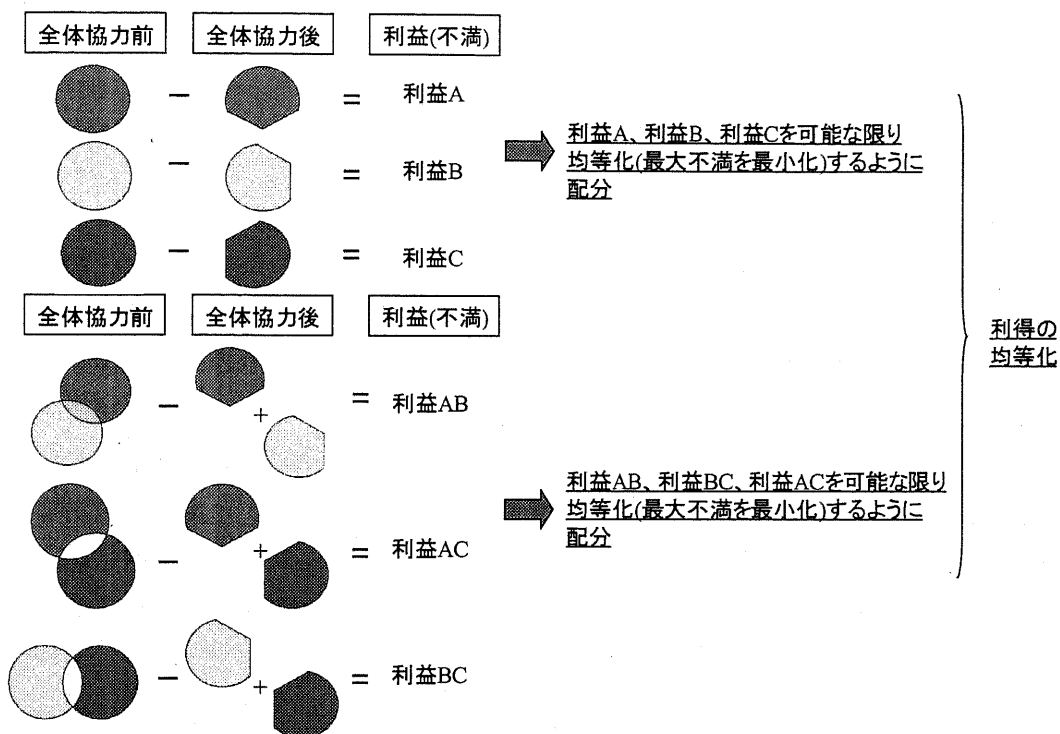 全体協力前 全体協力後 利益(不満)
− = 利益A
− = 利益B
− = 利益C
利益A、利益B、利益Cを可能な限り
均等化(最大不満を最小化)するように
配分
全体協力前 全体協力後 利益(不満)
− + = 利益AB
− + = 利益AC
− + = 利益BC
利益AB、利益BC、利益ACを可能な限り
均等化(最大不満を最小化)するように
配分
利得の
均等化